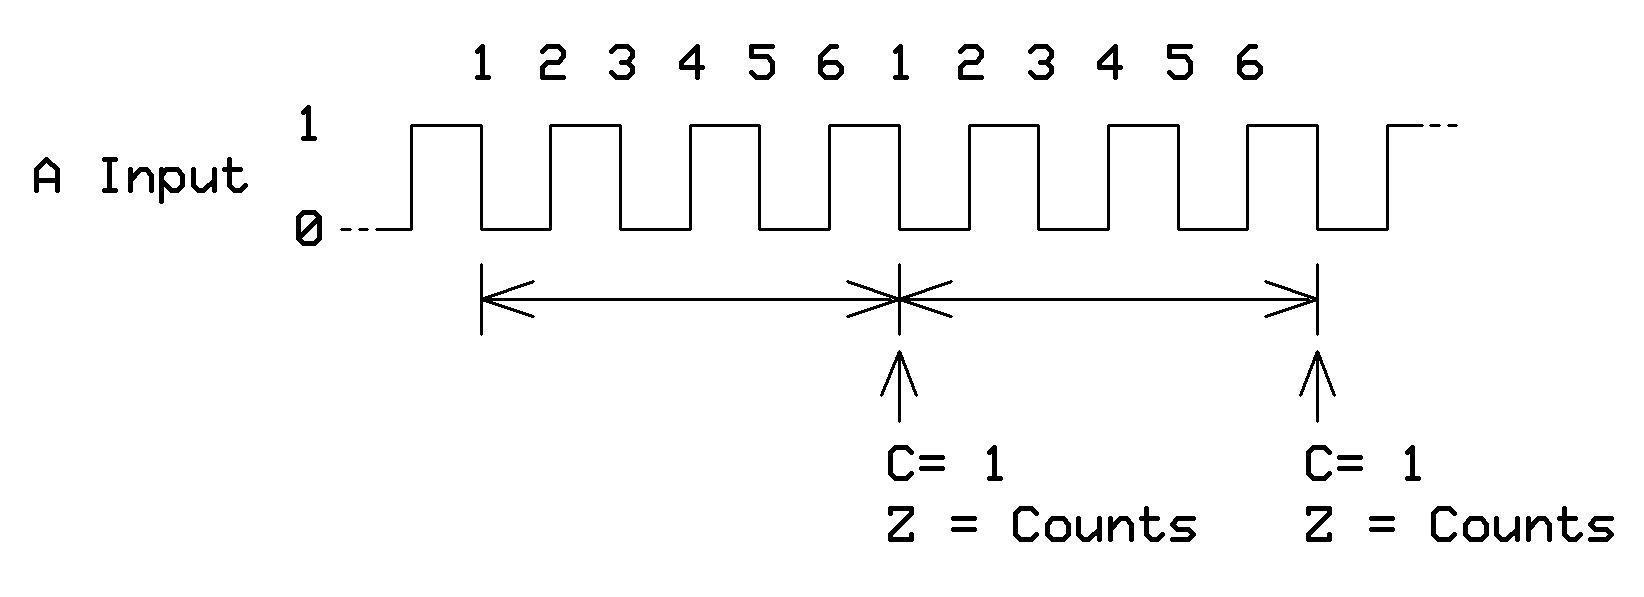 1 2 3 4 5 6 1 2 3 4 5 6
1
A Input
0
C= 1 C= 1
Z = Counts Z = Counts